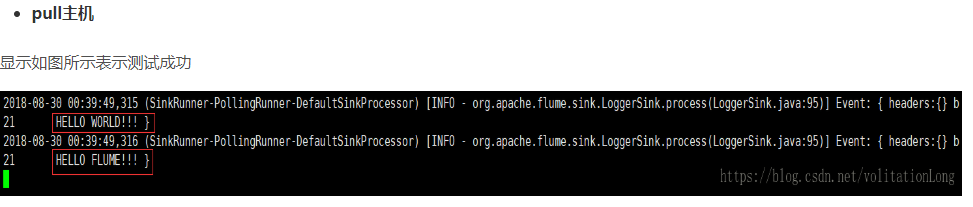 pull主机
显示如图所示表示测试成功
2018-08-30 00:39:49,315 (SinkRunner-PollingRunner-DefaultSinkProcessor) [INFO - org.apache.flume.sink.LoggerSink.process(LoggerSink.java:95)] Event: { headers:{} b
21 HELLO WORLD!!! }
2018-08-30 00:39:49,316 (SinkRunner-PollingRunner-DefaultSinkProcessor) [INFO - org.apache.flume.sink.LoggerSink.process(LoggerSink.java:95)] Event: { headers:{} b
21 HELLO FLUME!!! }
https://blog.csdn.net/volitationLong